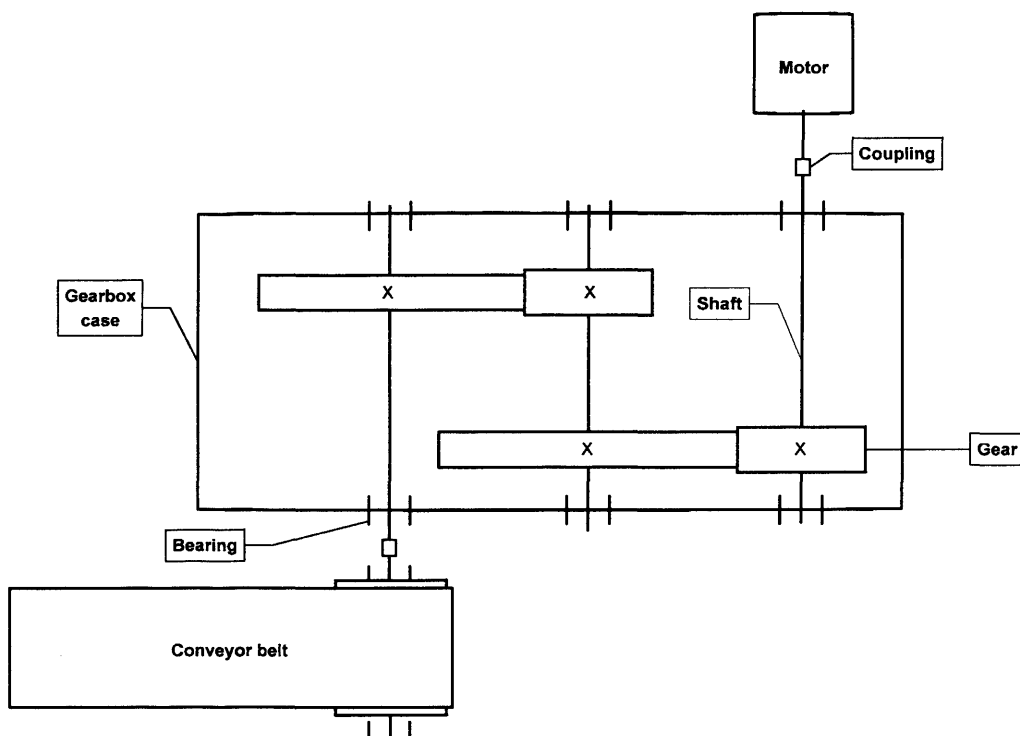 Motor
Coupling
Gearbox
case
X
X
Shaft
X
X
Gear
Bearing
Conveyor belt